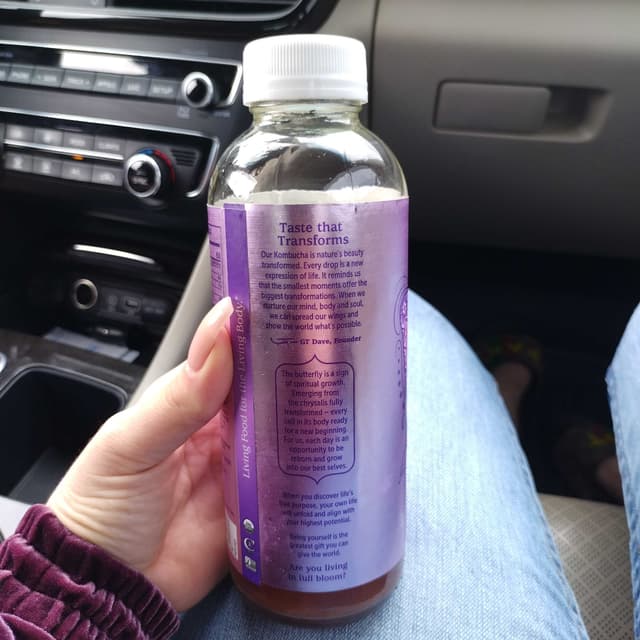 Taste that
Transforms
Our Kombucha is nature's beauty
transformed. Every drop is a new
expression of life. It reminds us
that the smallest moments offer the
biggest transformations. When we
nurture our mind, body and soul,
we can spread our wings and
show the world what's possible.
— GT Dave, Founder
The butterfly is a sign
of spiritual growth.
Emerging from
the chrysalis fully
transformed – every
cell in its body ready
for a new beginning.
For us, each day is an
opportunity to be
reborn and grow
into our best selves.
When you discover life's
true purpose, your own life
will unfold and align with
your highest potential.
Being yourself is the
greatest gift you can
give the world.
Are you living
in full bloom?
Living Food for the Living Body